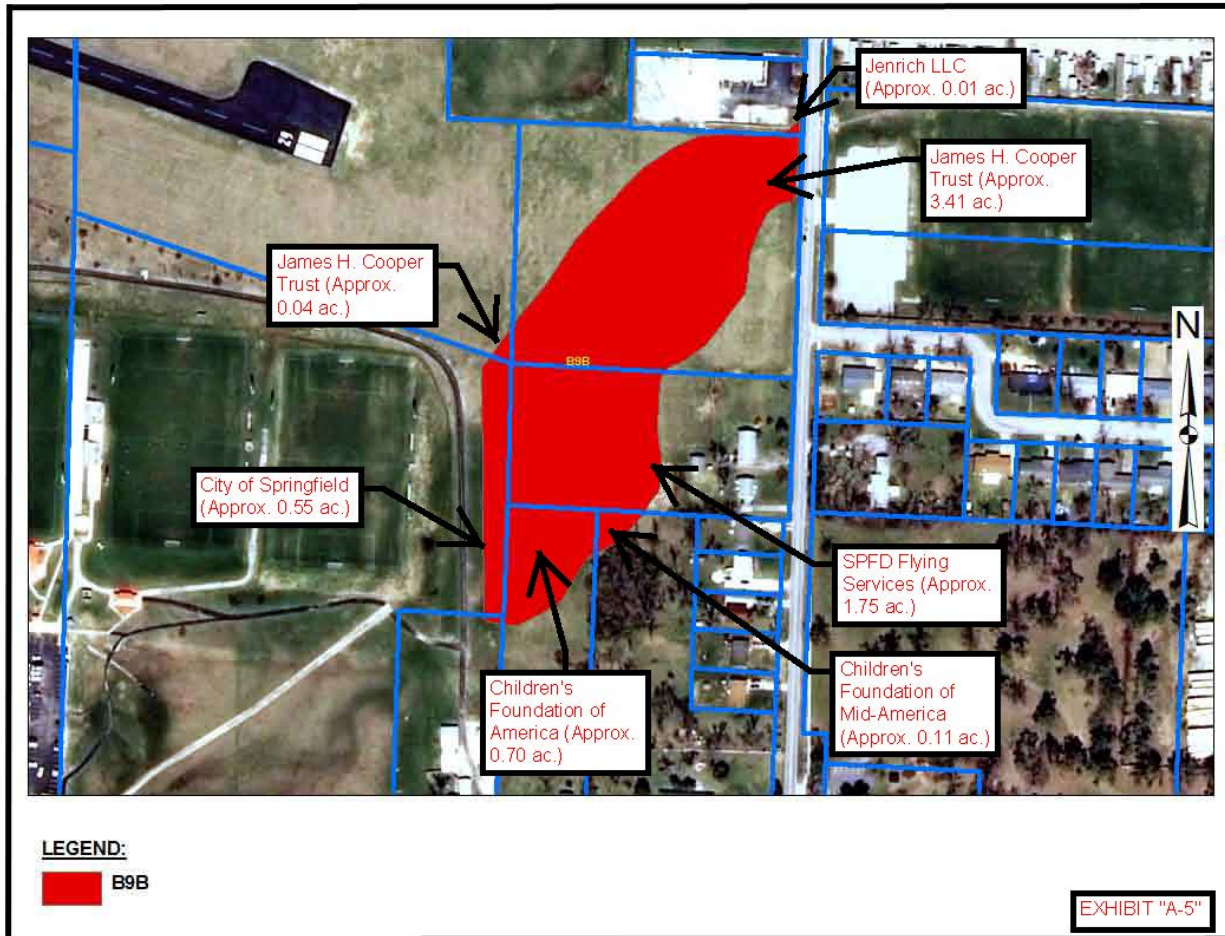 Jenrich LLC
(Approx. 0.01 ac.)
James H. Cooper
Trust (Approx.
3.41 ac.)
29
James H. Cooper
Trust (Approx.
0.04 ac.)
B9B
N
City of Springfield
(Approx. 0.55 ac.)
SPFD Flying
Services (Approx.
1.75 ac.)
Children's
Foundation of
America (Approx.
0.70 ac.)
Children's
Foundation of
Mid-America
(Approx. 0.11 ac.)
LEGEND:
B9B
EXHIBIT "A-5"